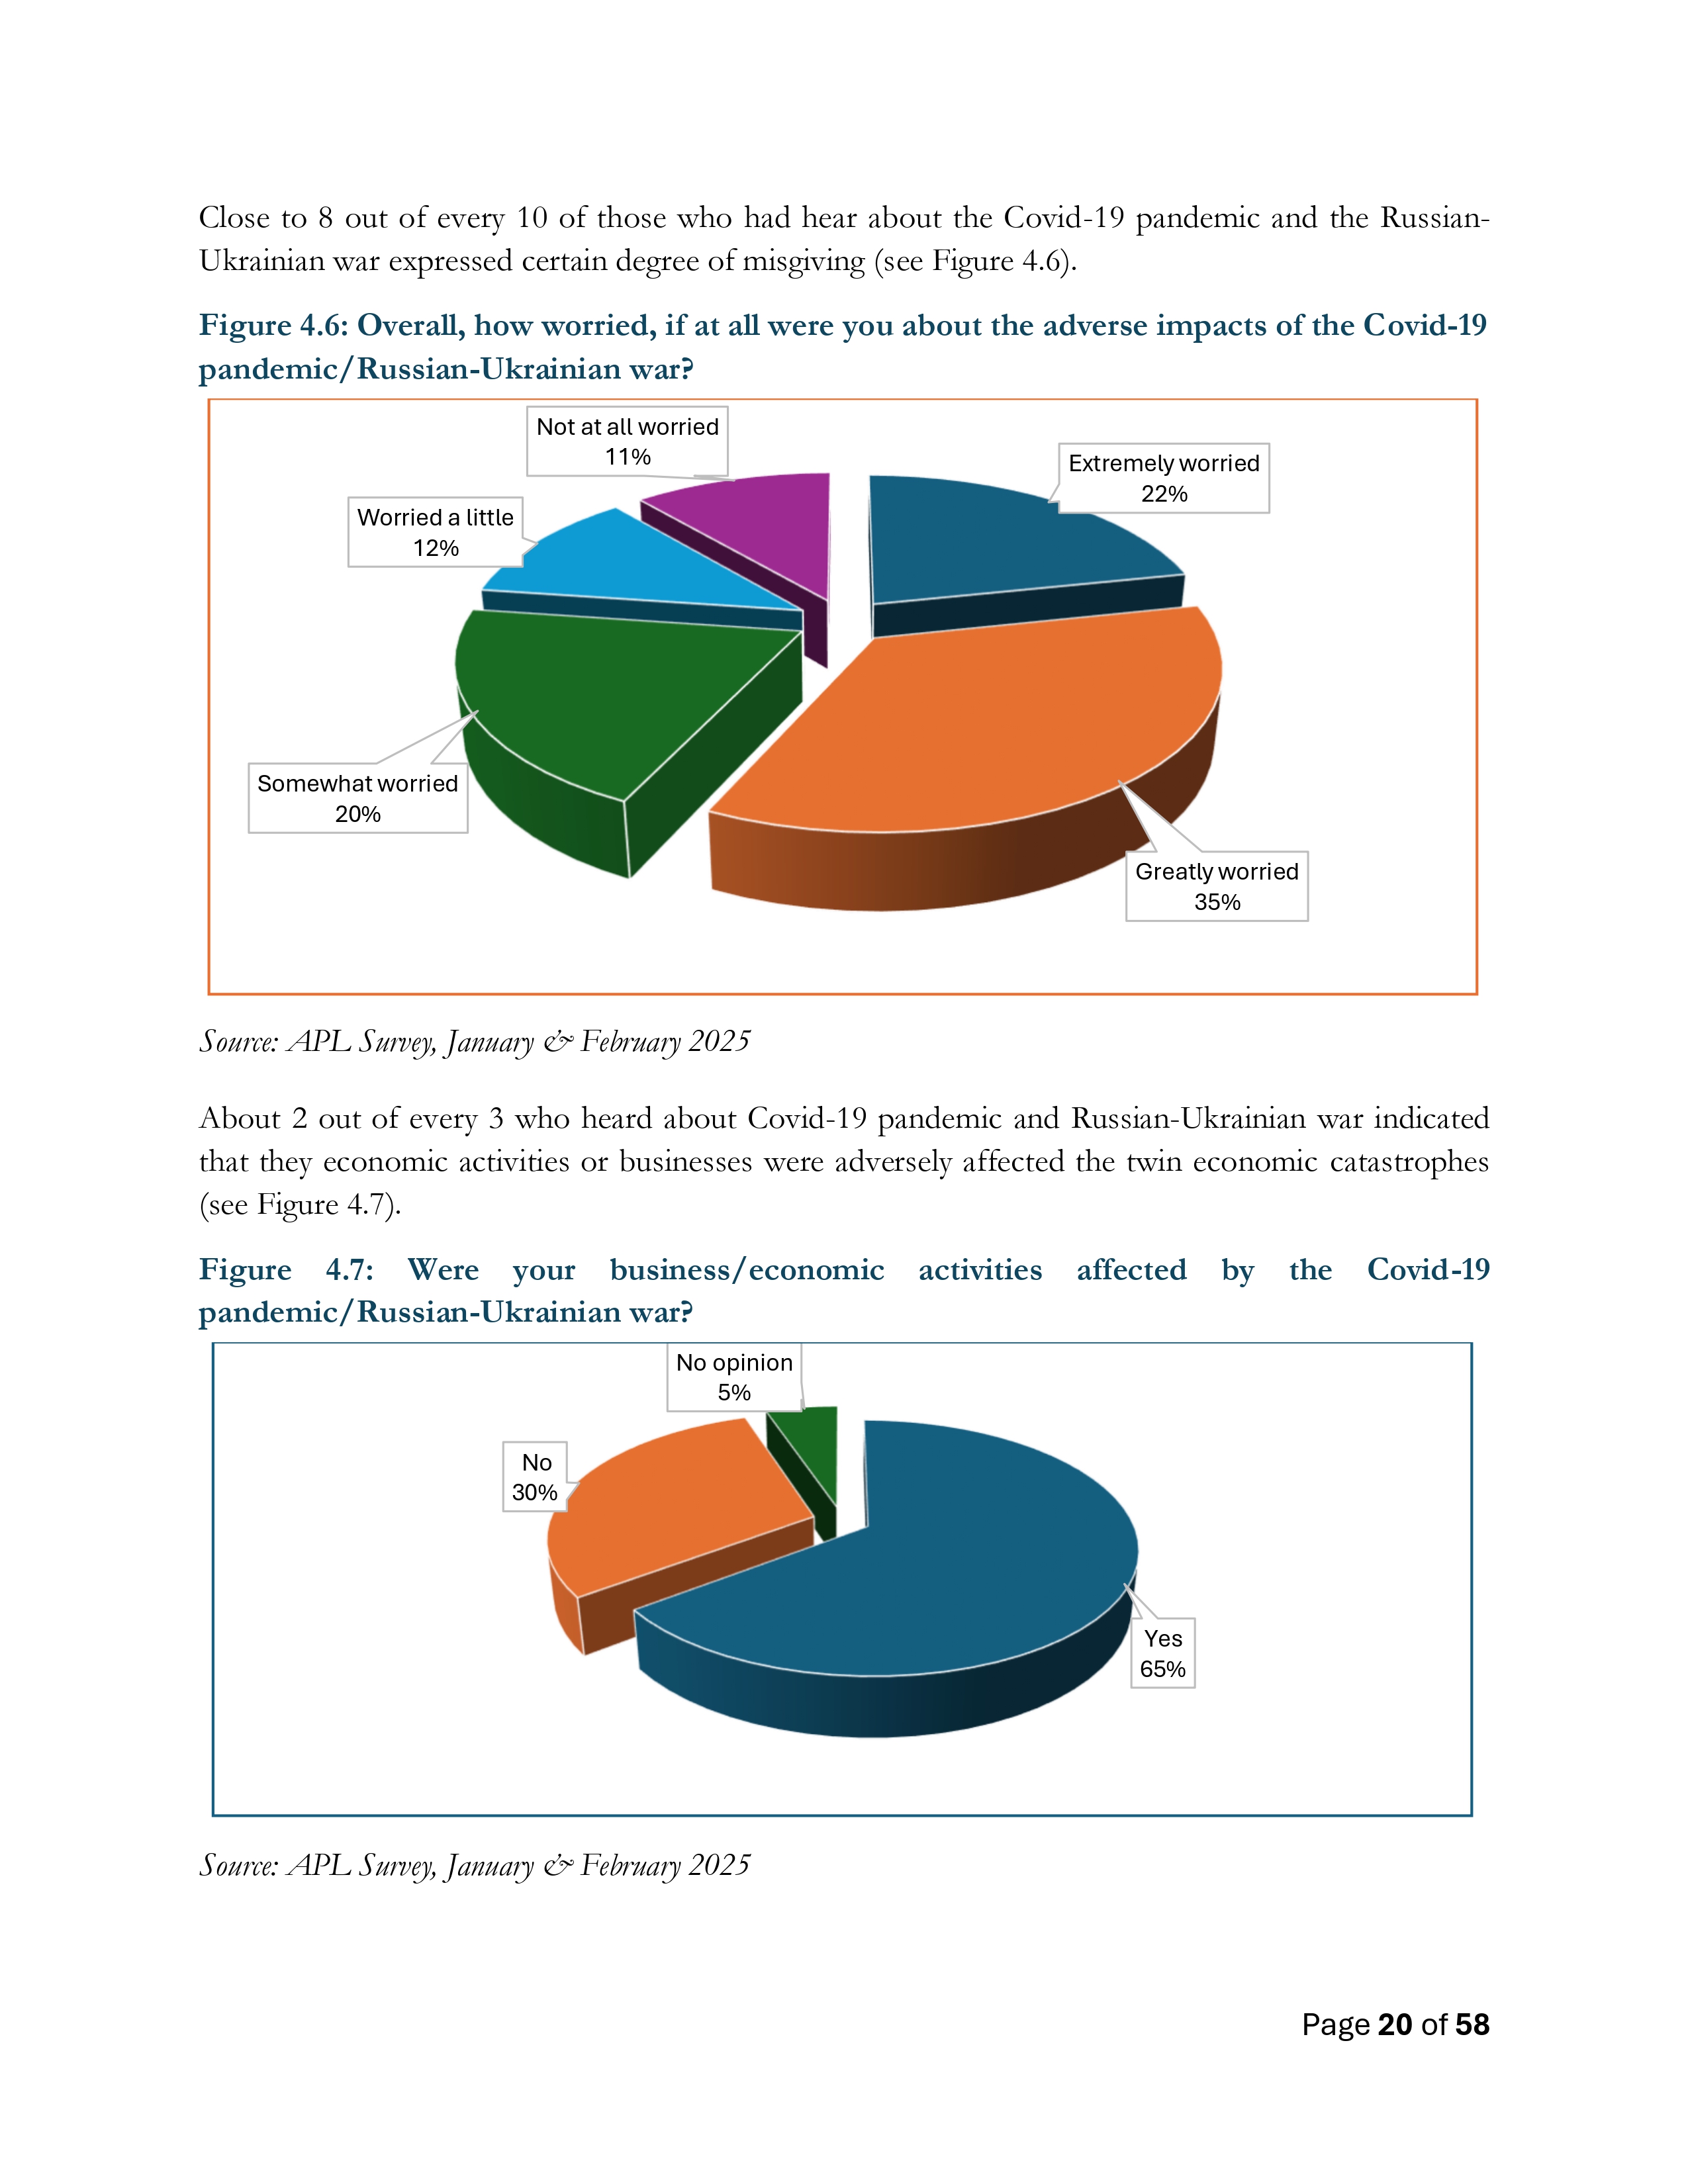 Close to 8 out of every 10 of those who had hear about the Covid-19 pandemic and the Russian-
Ukrainian war expressed certain degree of misgiving (see Figure 4.6).
Figure 4.6: Overall, how worried, if at all were you about the adverse impacts of the Covid-19
pandemic/Russian-Ukrainian war?
Not at all worried
11%
Extremely worried
22%
Worried a little
12%
Somewhat worried
20%
Greatly worried
35%
Source: APL Survey, January & February 2025
About 2 out of every 3 who heard about Covid-19 pandemic and Russian-Ukrainian war indicated
that they economic activities or businesses were adversely affected the twin economic catastrophes
(see Figure 4.7).
Figure 4.7: Were your business/economic activities affected by the Covid-19
pandemic/Russian-Ukrainian war?
No opinion
5%
No
30%
Yes
65%
Source: APL Survey, January & February 2025
Page 20 of 58